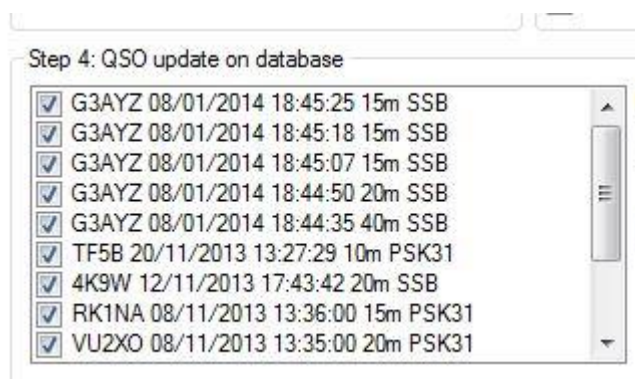 Step 4: QSO update on database
G3AYZ 08/01/2014 18:45:25 15m SSB
G3AYZ 08/01/2014 18:45:18 15m SSB
G3AYZ 08/01/2014 18:45:07 15m SSB
G3AYZ 08/01/2014 18:44:50 20m SSB
G3AYZ 08/01/2014 18:44:35 40m SSB
TF5B 20/11/2013 13:27:29 10m PSK31
4K9W 12/11/2013 17:43:42 20m SSB
RK1NA 08/11/2013 13:36:00 15m PSK31
VU2XO 08/11/2013 13:35:00 20m PSK31